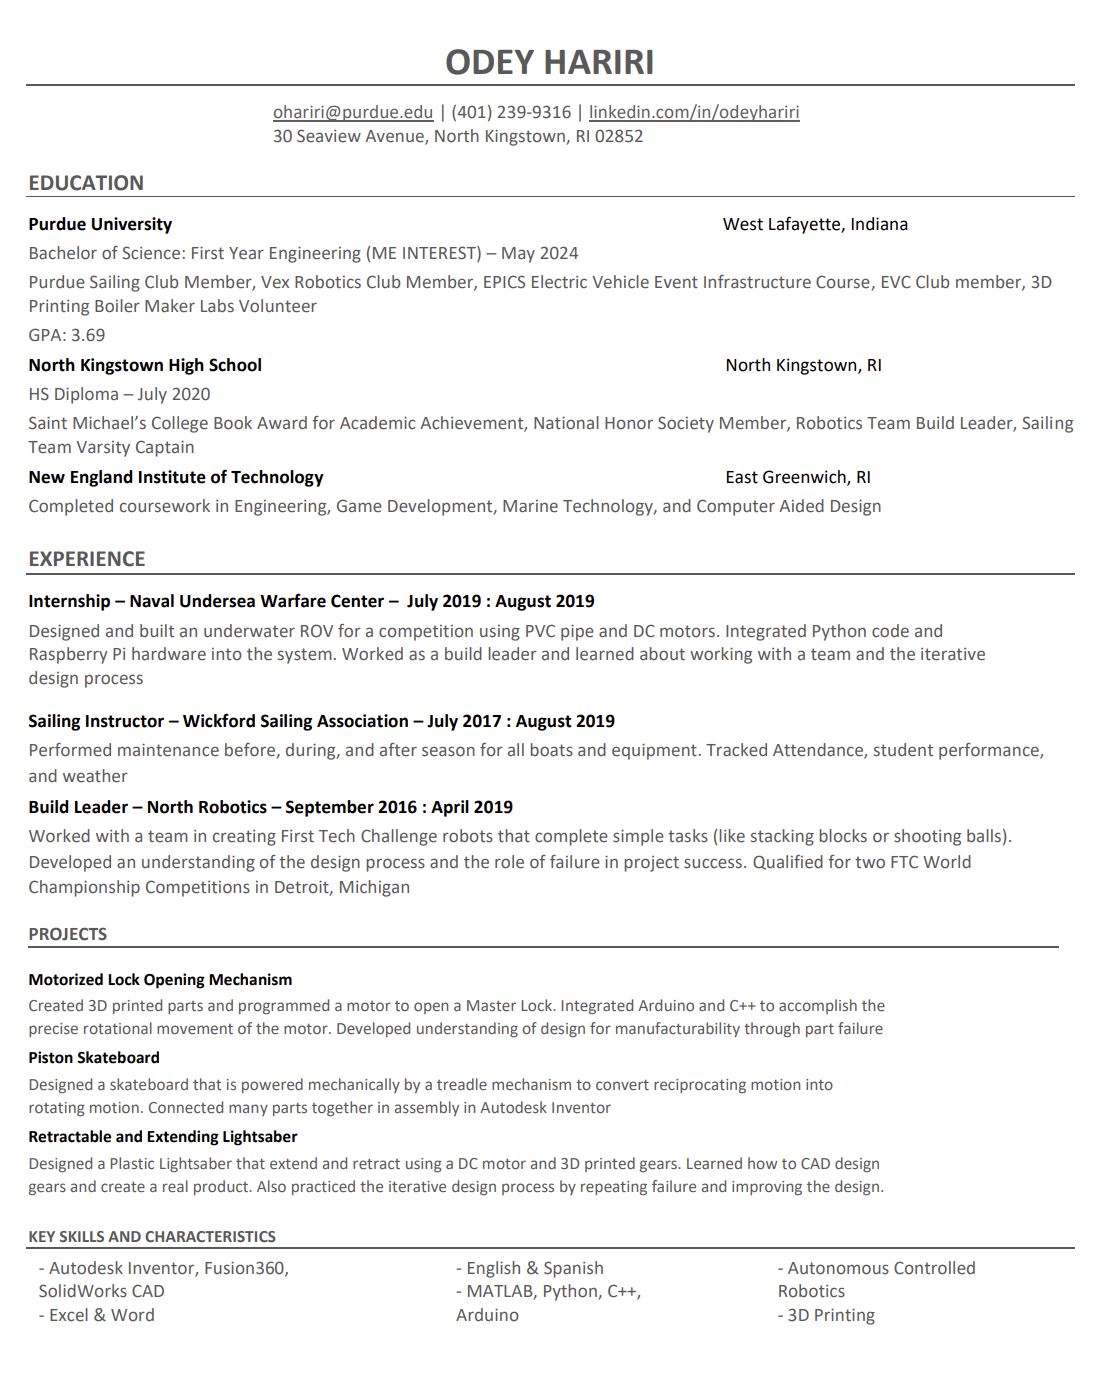 ODEY HARIRI
ohariri@purdue.edu | (401) 239-9316 | linkedin.com/in/odeyhariri
30 Seaview Avenue, North Kingstown, RI 02852
EDUCATION
Purdue University West Lafayette, Indiana
Bachelor of Science: First Year Engineering (ME INTEREST) – May 2024
Purdue Sailing Club Member, Vex Robotics Club Member, EPICS Electric Vehicle Event Infrastructure Course, EVC Club member, 3D
Printing Boiler Maker Labs Volunteer
GPA: 3.69
North Kingstown High School North Kingstown, RI
HS Diploma – July 2020
Saint Michael’s College Book Award for Academic Achievement, National Honor Society Member, Robotics Team Build Leader, Sailing
Team Varsity Captain
New England Institute of Technology East Greenwich, RI
Completed coursework in Engineering, Game Development, Marine Technology, and Computer Aided Design
EXPERIENCE
Internship – Naval Undersea Warfare Center – July 2019 : August 2019
Designed and built an underwater ROV for a competition using PVC pipe and DC motors. Integrated Python code and
Raspberry Pi hardware into the system. Worked as a build leader and learned about working with a team and the iterative
design process
Sailing Instructor – Wickford Sailing Association – July 2017 : August 2019
Performed maintenance before, during, and after season for all boats and equipment. Tracked Attendance, student performance,
and weather
Build Leader – North Robotics – September 2016 : April 2019
Worked with a team in creating First Tech Challenge robots that complete simple tasks (like stacking blocks or shooting balls).
Developed an understanding of the design process and the role of failure in project success. Qualified for two FTC World
Championship Competitions in Detroit, Michigan
PROJECTS
Motorized Lock Opening Mechanism
Created 3D printed parts and programmed a motor to open a Master Lock. Integrated Arduino and C++ to accomplish the
precise rotational movement of the motor. Developed understanding of design for manufacturability through part failure
Piston Skateboard
Designed a skateboard that is powered mechanically by a treadle mechanism to convert reciprocating motion into
rotating motion. Connected many parts together in assembly in Autodesk Inventor
Retractable and Extending Lightsaber
Designed a Plastic Lightsaber that extend and retract using a DC motor and 3D printed gears. Learned how to CAD design
gears and create a real product. Also practiced the iterative design process by repeating failure and improving the design.
KEY SKILLS AND CHARACTERISTICS
- Autodesk Inventor, Fusion360,
SolidWorks CAD
- Excel & Word
- English & Spanish
- MATLAB, Python, C++,
Arduino
- Autonomous Controlled
Robotics
- 3D Printing